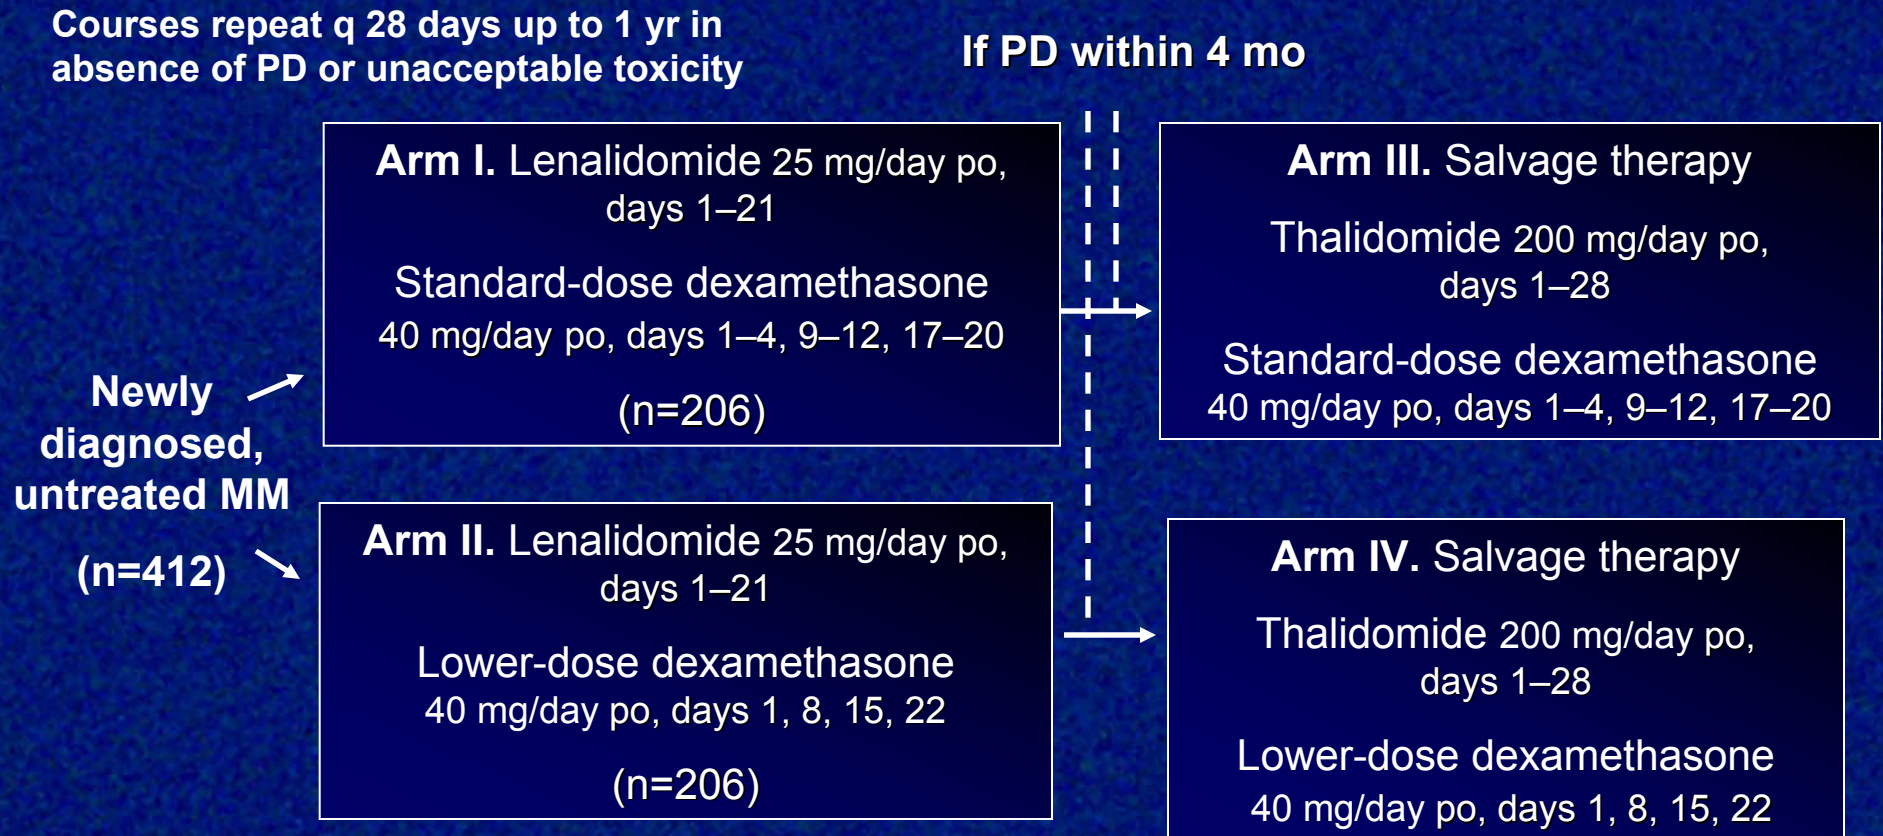 Courses repeat q 28 days up to 1 yr in
absence of PD or unacceptable toxicity
If PD within 4 mo
Newly
diagnosed,
untreated MM
(n=412)
Arm I. Lenalidomide 25 mg/day po,
days 1–21
Standard-dose dexamethasone
40 mg/day po, days 1–4, 9–12, 17–20
(n=206)
Arm III. Salvage therapy
Thalidomide 200 mg/day po,
days 1–28
Standard-dose dexamethasone
40 mg/day po, days 1–4, 9–12, 17–20
Arm II. Lenalidomide 25 mg/day po,
days 1–21
Lower-dose dexamethasone
40 mg/day po, days 1, 8, 15, 22
(n=206)
Arm IV. Salvage therapy
Thalidomide 200 mg/day po,
days 1–28
Lower-dose dexamethasone
40 mg/day po, days 1, 8, 15, 22